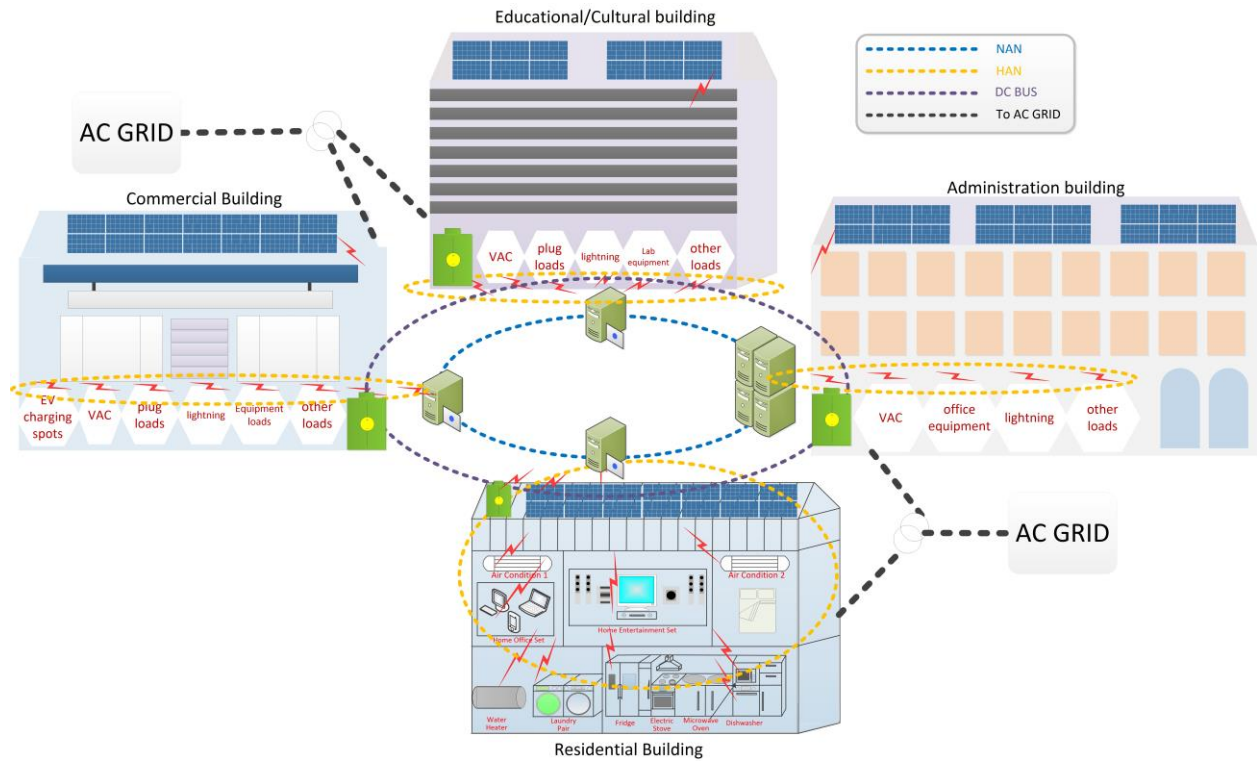 Educational/Cultural building
NAN
HAN
DC BUS
To AC GRID
AC GRID
Commercial Building
Administration building
VAC
plug
loads
lightning
Lab
equipment
other
loads
EV
charging
spots
VAC
plug
loads
lightning
Equipment
loads
other
loads
VAC
office
equipment
lightning
other
loads
AC GRID
Air Condition 1
Air Condition 2
Home Office Set
Home Entertainment Set
Water
Heater
Laundry
Pair
Fridge
Electric
Stove
Microwave
Oven
Dishwasher
Residential Building